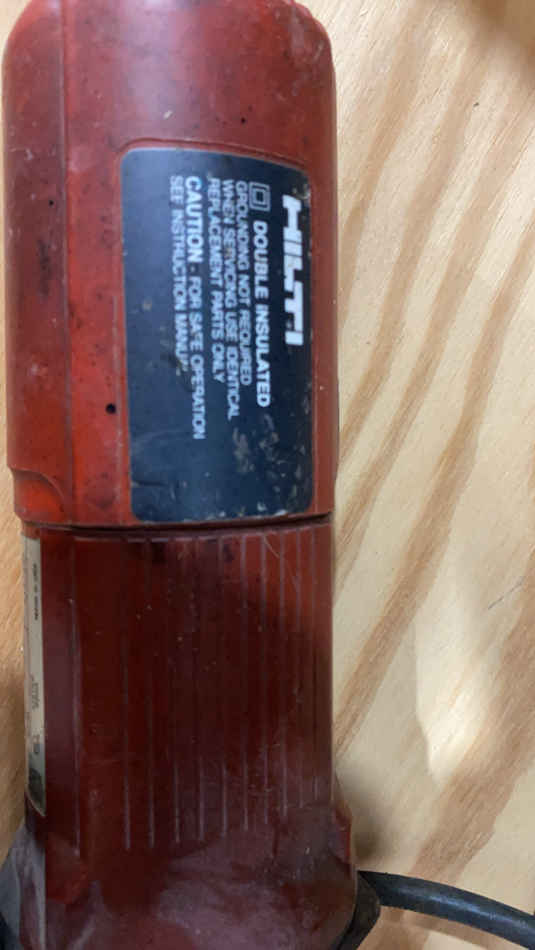 HILTI
DOUBLE INSULATED
GROUNDING NOT REQUIRED
WHEN SERVICING USE IDENTICAL
REPLACEMENT PARTS ONLY
CAUTION - FOR SAFE OPERATION
SEE INSTRUCTION MANUAL